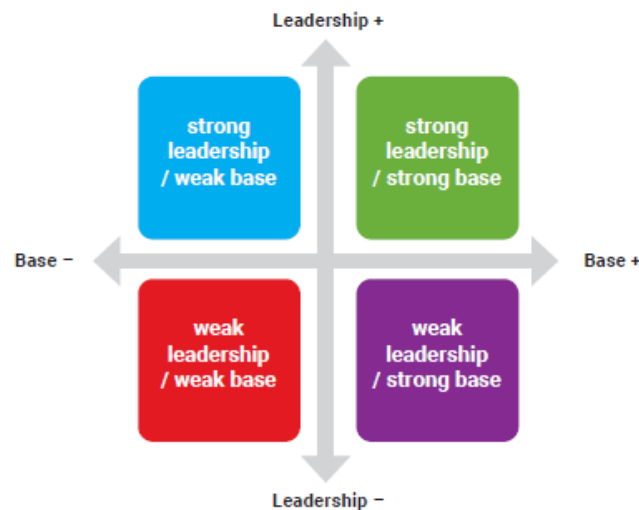 Leadership +
strong
leadership
/ weak base
strong
leadership
/ strong base
Base –
Base +
weak
leadership
/ weak base
weak
leadership
/ strong base
Leadership –